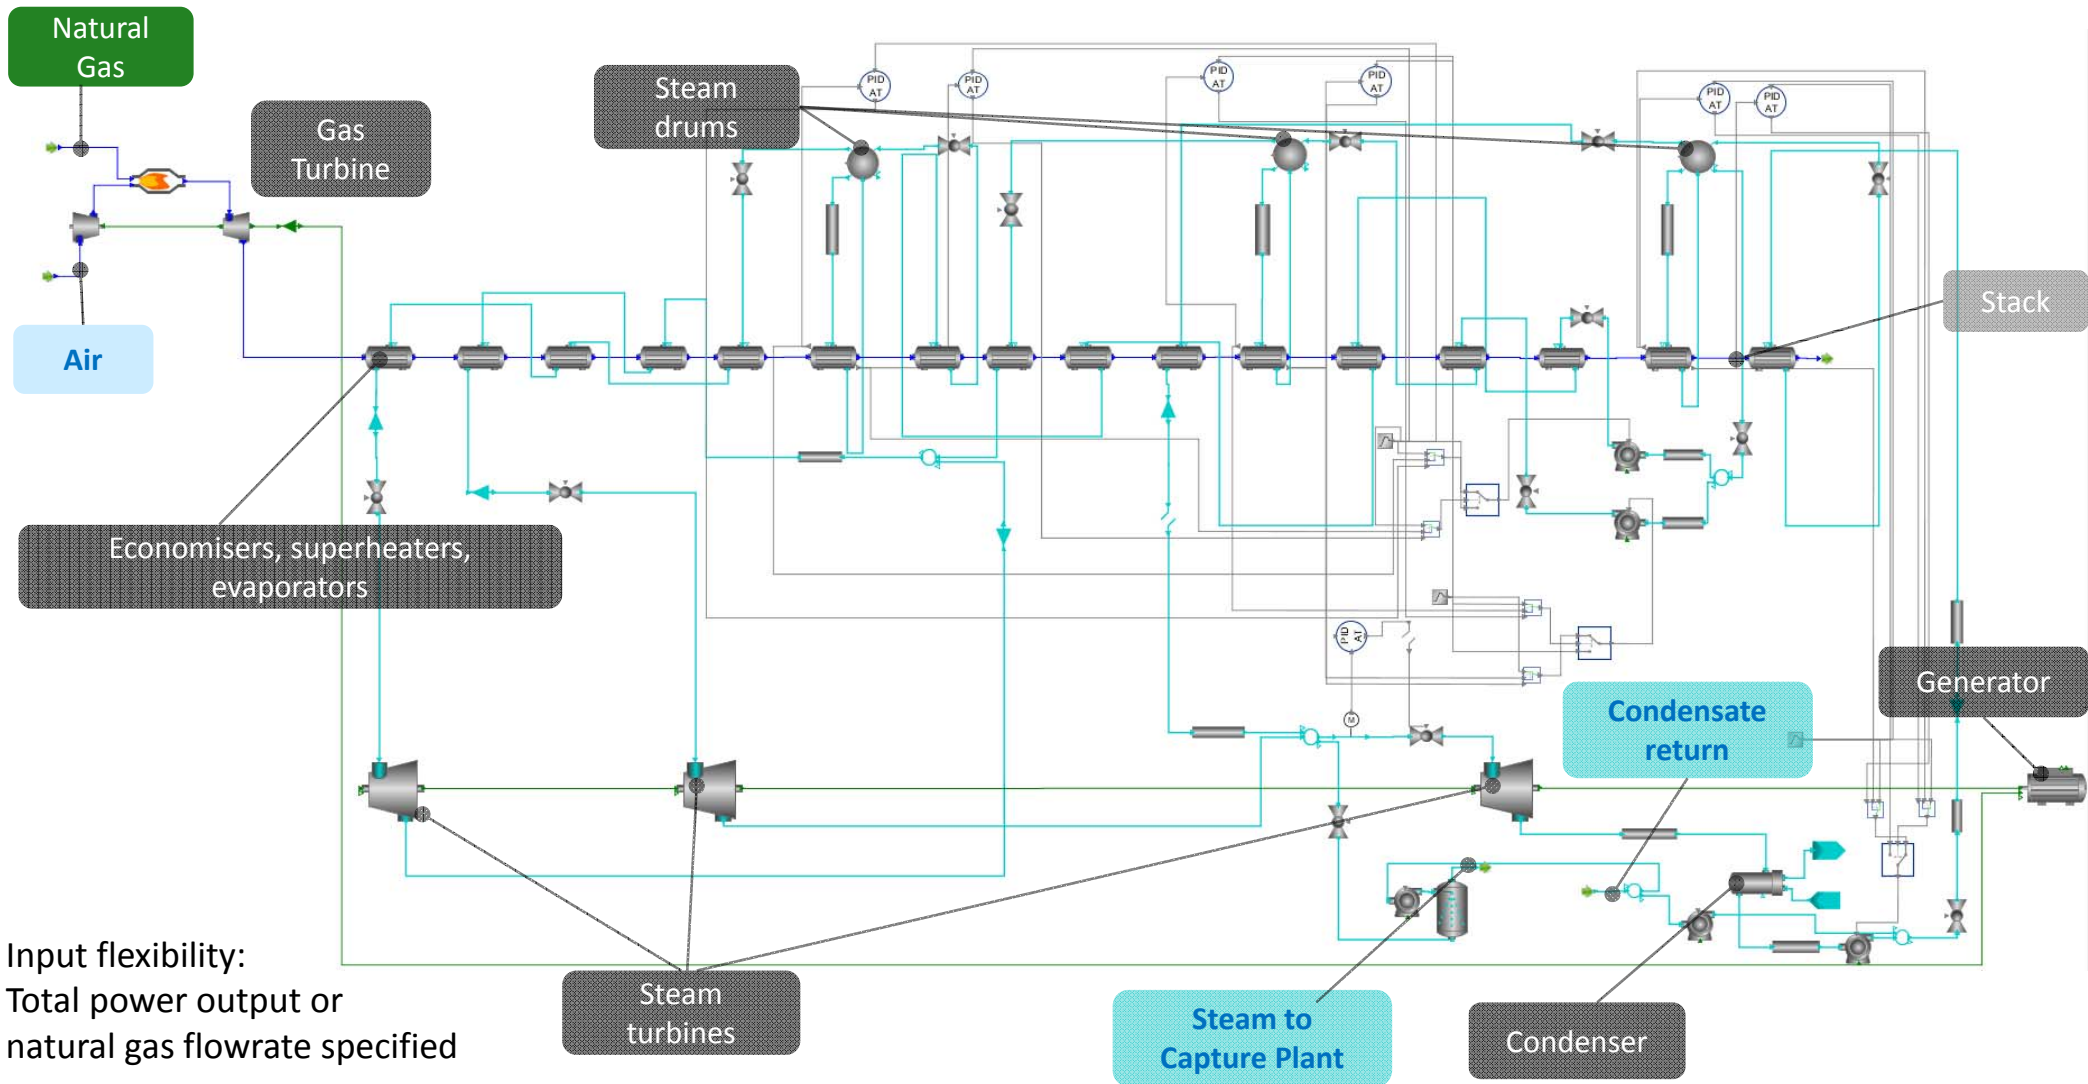 Natural
Gas
Gas
Turbine
Air
Steam
drums
PID
AT
PID
AT
PID
AT
PID
AT
PID
AT
PID
AT
Stack
Economisers, superheaters,
evaporators
PID
AT
M
Condensate
return
Generator
Input flexibility:
Total power output or
natural gas flowrate specified
Steam
turbines
Steam to
Capture Plant
Condenser